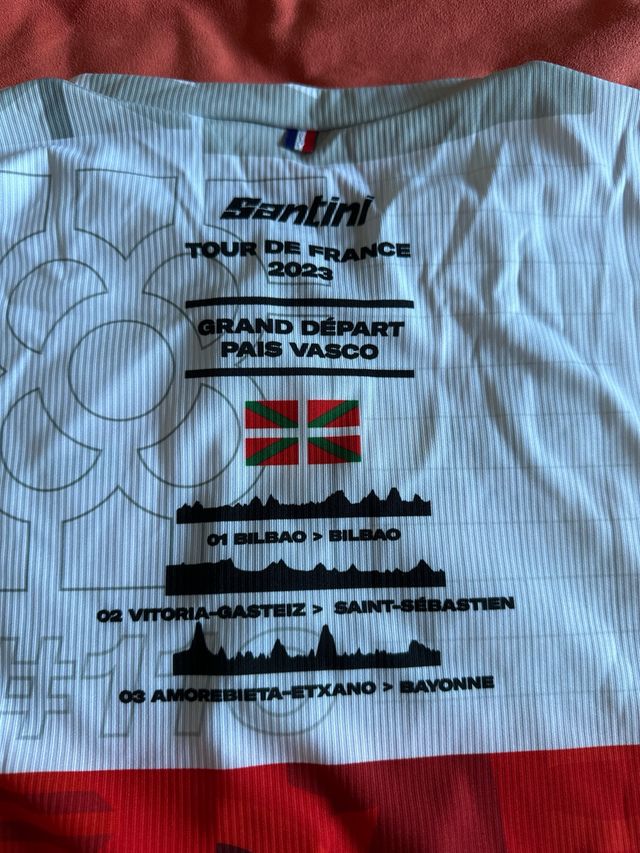 Santini
TOUR DE FRANCE
2023
GRAND DÉPART
PAIS VASCO
01 BILBAO > BILBAO
02 VITORIA-GASTEIZ > SAINT-SÉBASTIEN
03 AMOREBIETA-ETXANO > BAYONNE